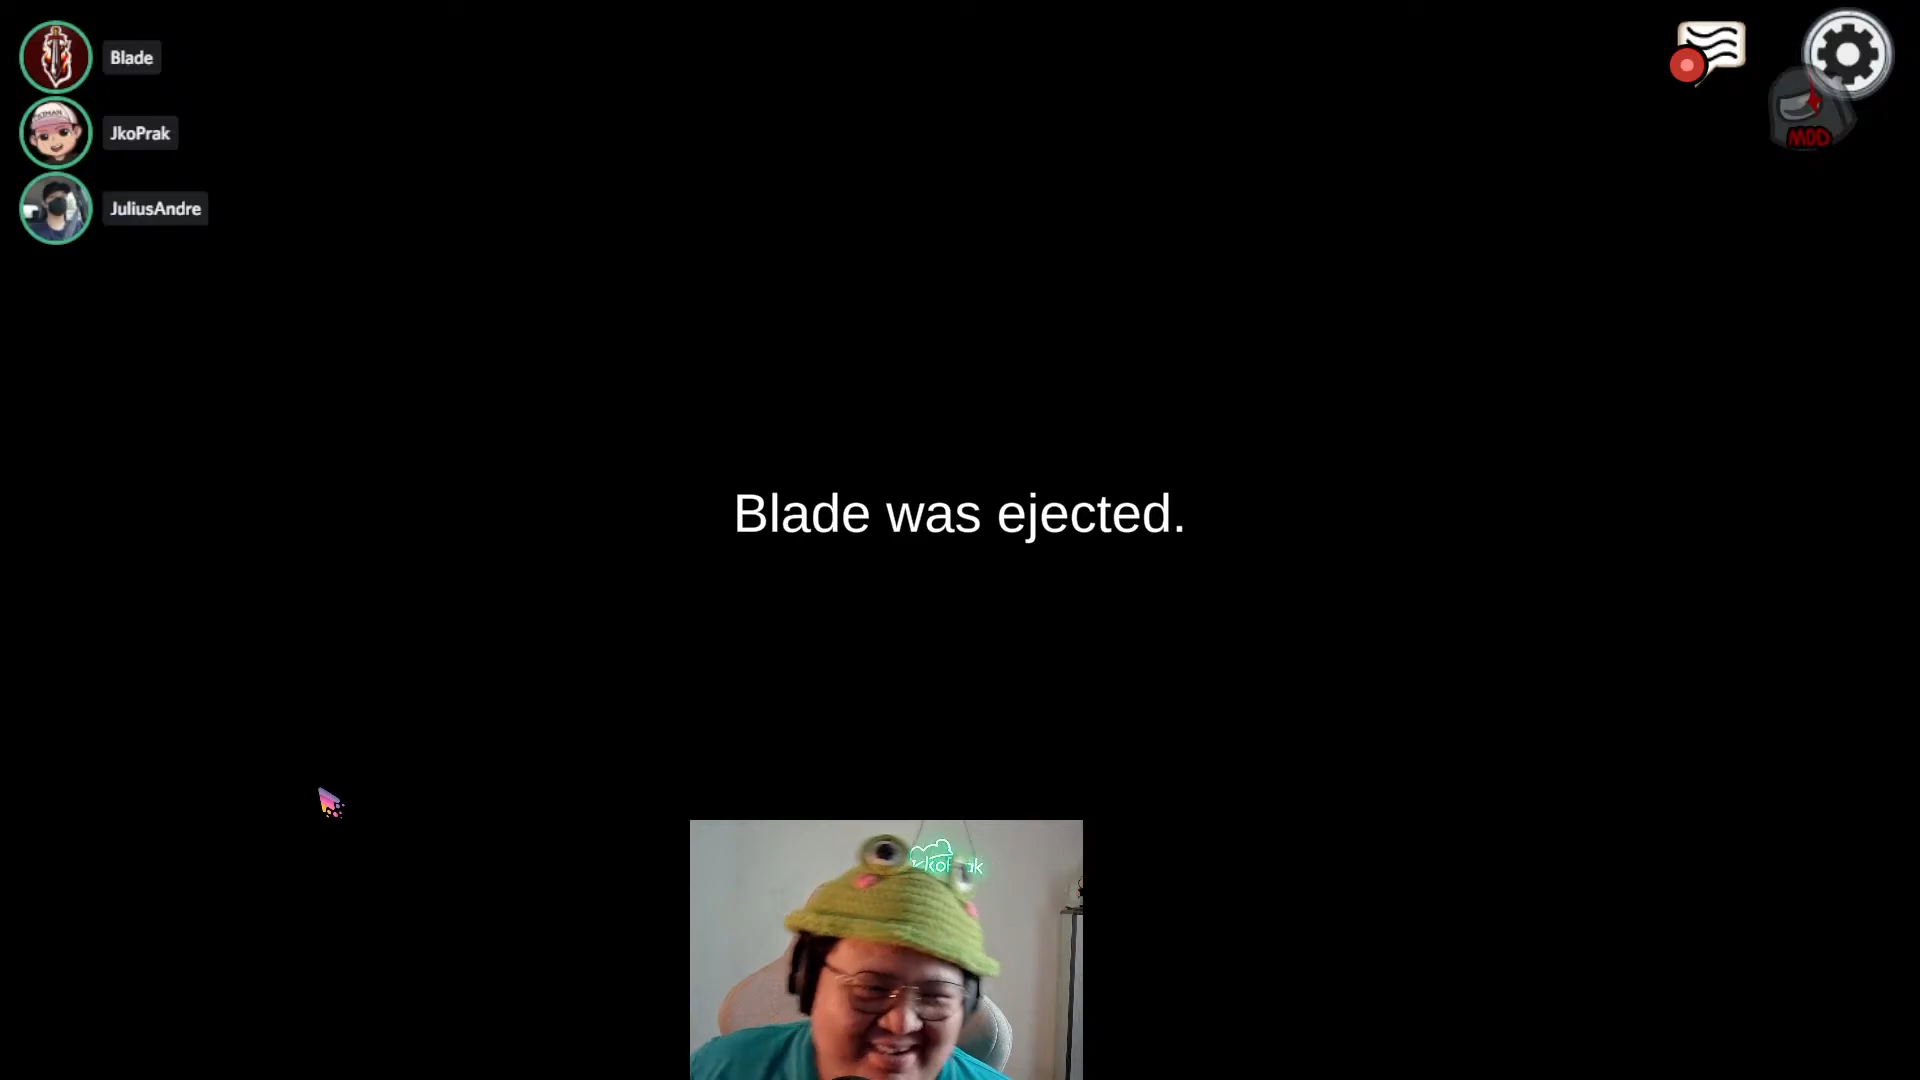 Blade
JkoPrak
JuliusAndre
MOD
Blade was ejected.